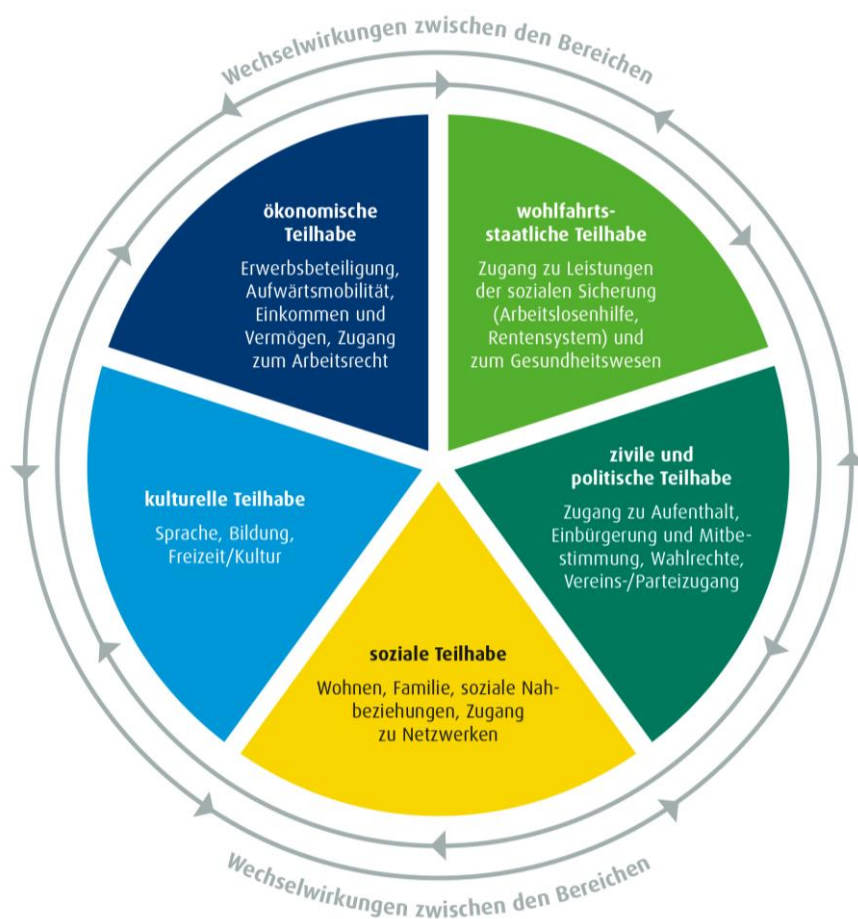 Wechselwirkungen zwischen den Bereichen
ökonomische
Teilhabe
Erwerbsbeteiligung,
Aufwärtsmobilität,
Einkommen und
Vermögen, Zugang
zum Arbeitsrecht
wohlfahrts-
staatliche Teilhabe
Zugang zu Leistungen
der sozialen Sicherung
(Arbeitslosenhilfe,
Rentensystem) und
zum Gesundheitswesen
zivile und
politische Teilhabe
Zugang zu Aufenthalt,
Einbürgerung und Mitbe-
stimmung, Wahlrechte,
Vereins-/Parteizugang
kulturelle Teilhabe
Sprache, Bildung,
Freizeit/Kultur
soziale Teilhabe
Wohnen, Familie, soziale Nah-
beziehungen, Zugang
zu Netzwerken
Wechselwirkungen zwischen den Bereichen